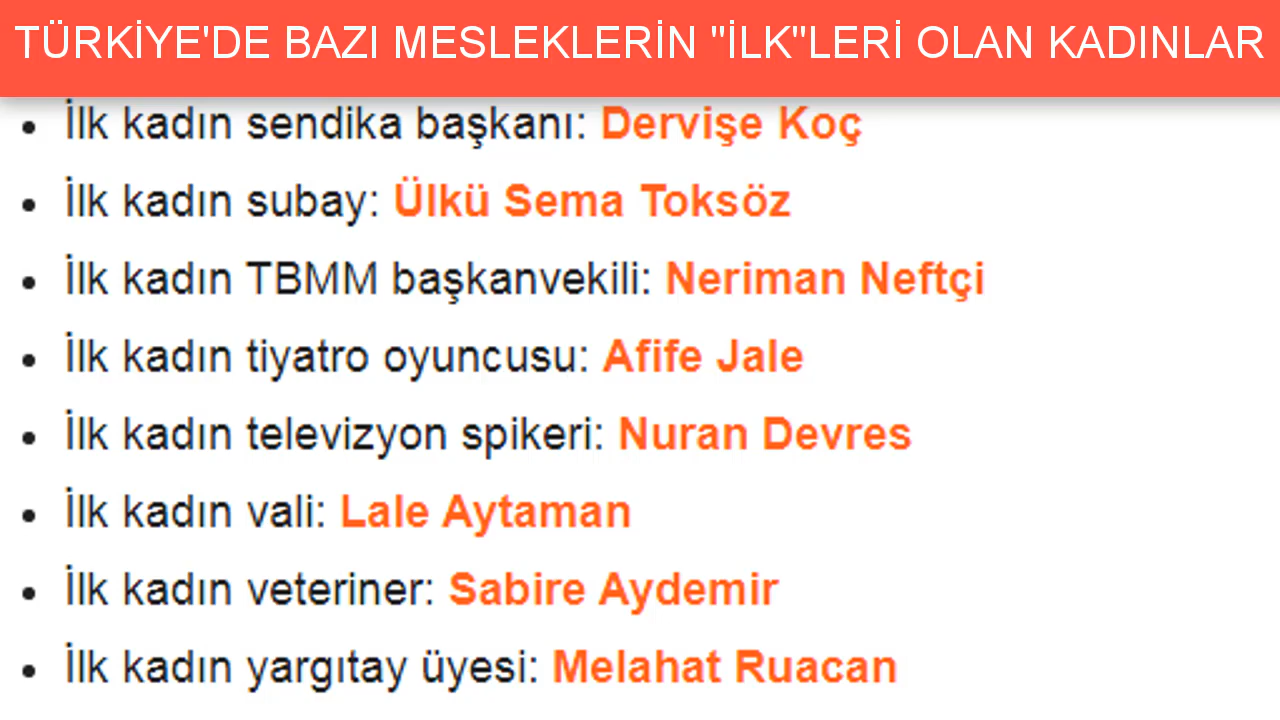 TÜRKİYE'DE BAZI MESLEKLERİN "İLK"LERİ OLAN KADINLAR
• İlk kadın sendika başkanı: Dervişe Koç
• İlk kadın subay: Ülkü Sema Toksöz
• İlk kadın TBMM başkanvekili: Neriman Neftçi
• İlk kadın tiyatro oyuncusu: Afife Jale
• İlk kadın televizyon spikeri: Nuran Devres
• İlk kadın vali: Lale Aytaman
• İlk kadın veteriner: Sabire Aydemir
• İlk kadın yargıtay üyesi: Melahat Ruacan